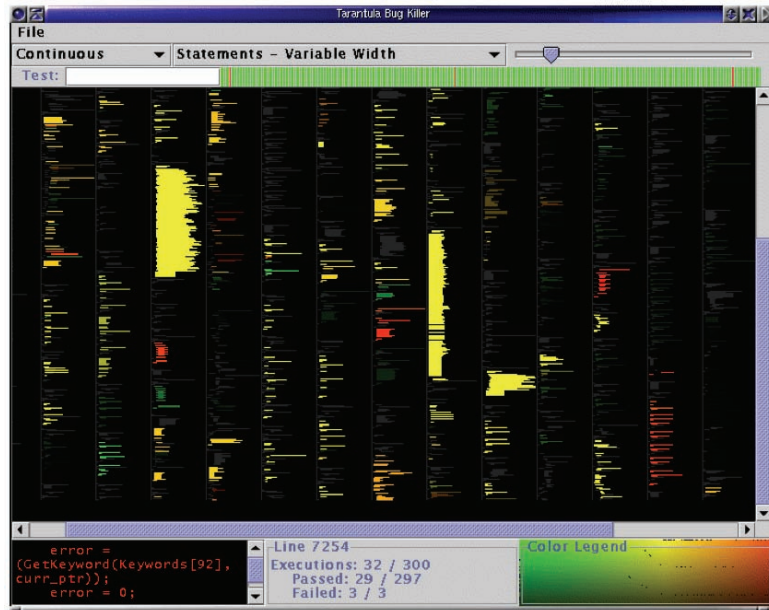 Tarantula Bug Killer
File
Continuous
Statements - Variable Width
Test:
error =
(GetKeyword(Keywords[92],
curr_ptr));
error = 0;
Line 7254
Executions: 32 / 300
Passed: 29 / 297
Failed: 3 / 3
Color Legend